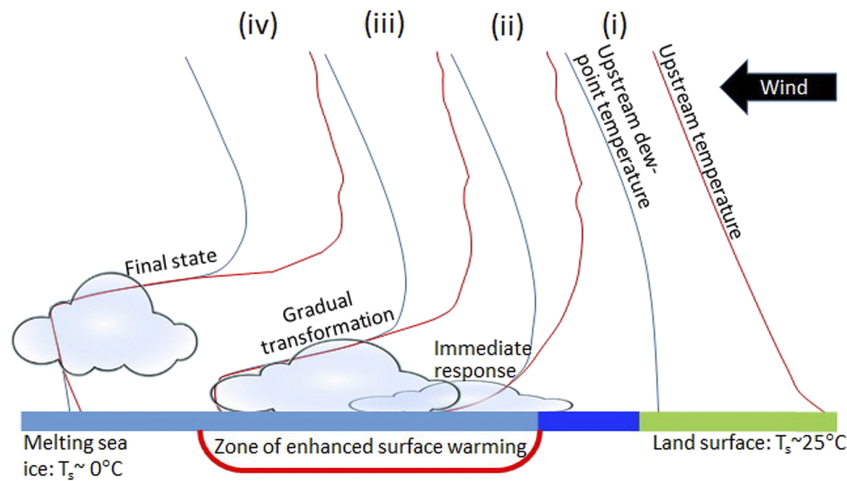 (iv)
(iii)
(ii)
(i)
Upstream dew-
point temperature
Upstream temperature
Wind
Final state
Gradual
transformation
Immediate
response
Melting sea
ice: Ts~ 0°C
Zone of enhanced surface warming
Land surface: Ts~25°C